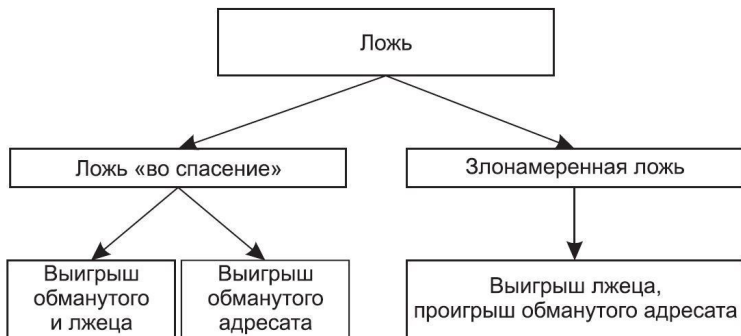 Ложь
Ложь «во спасение»
Злонамеренная ложь
Выигрыш
обманутого
и лжеца
Выигрыш
обманутого
адресата
Выигрыш лжеца,
проигрыш обманутого адресата